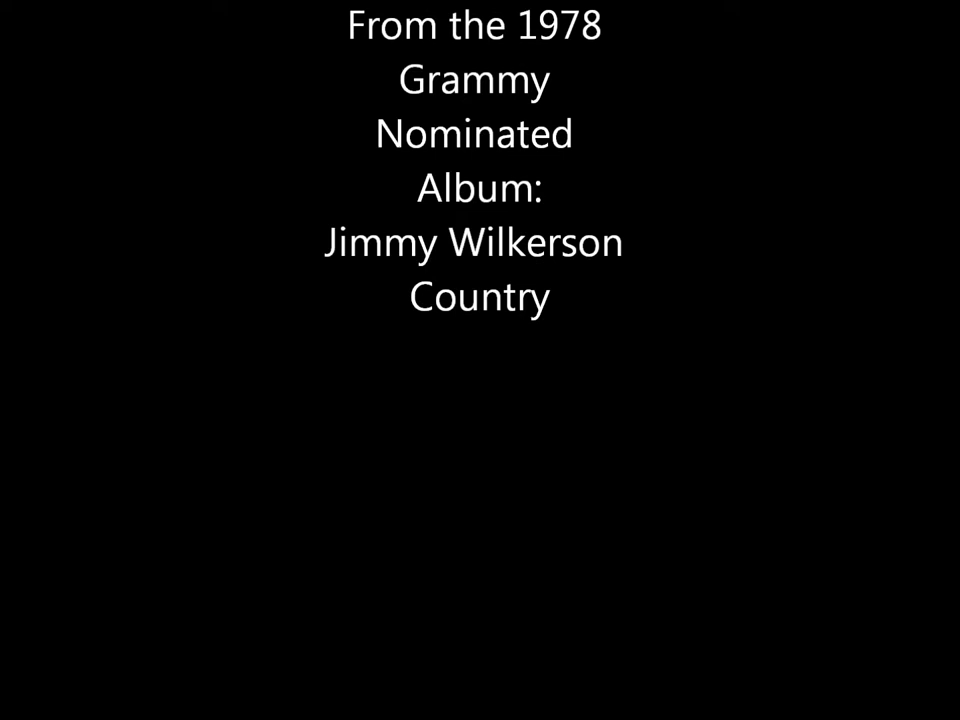 From the 1978
Grammy
Nominated
Album:
Jimmy Wilkerson
Country